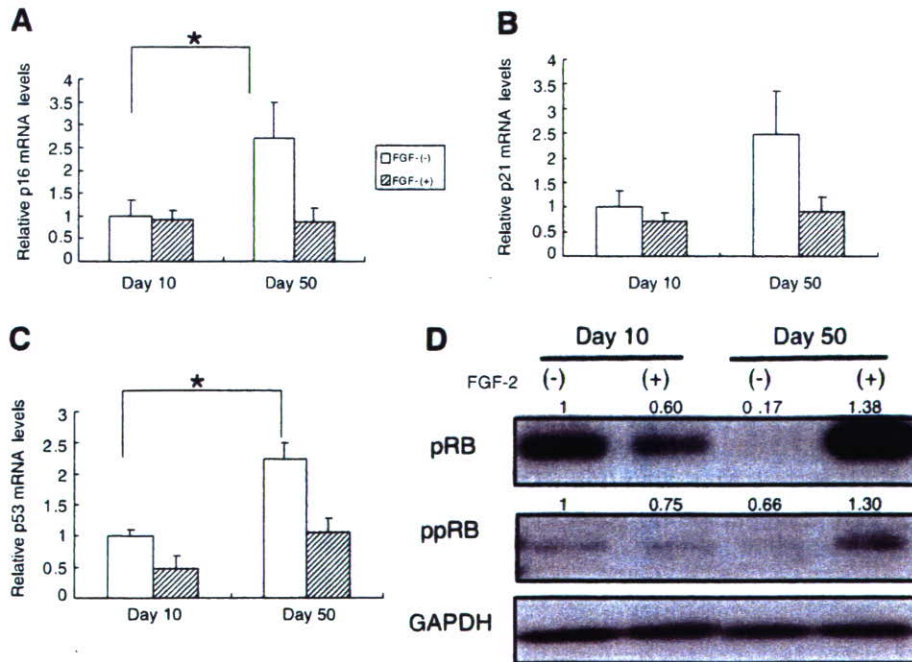 A
*
Relative p16 mRNA levels
4
3.5
3
2.5
2
1.5
1
0.5
0
Day 10 Day 50
FGF-(-)
FGF-(+)
B
Relative p21 mRNA levels
4
3.5
3
2.5
2
1.5
1
0.5
0
Day 10 Day 50
C
*
Relative p53 mRNA levels
3
2.5
2
1.5
1
0.5
0
Day 10 Day 50
D
Day 10 Day 50
FGF-2 (-) (+) (-) (+)
1 0.60 0.17 1.38
pRB
1 0.75 0.66 1.30
ppRB
GAPDH